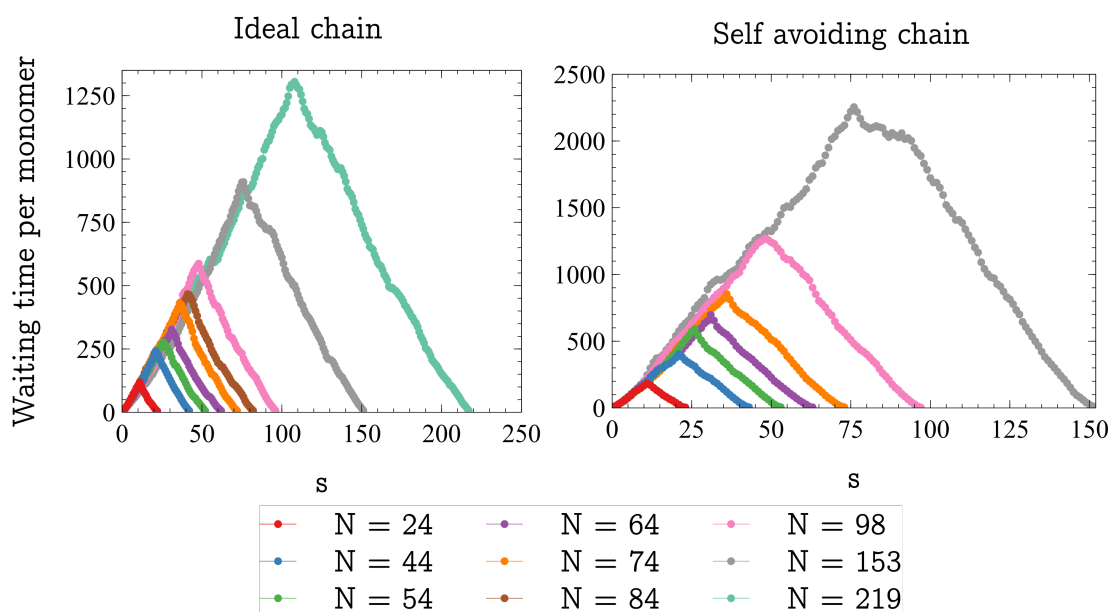 Ideal chain
Self avoiding chain
Waiting time per monomer
1250
1000
750
500
250
0
0 50 100 150 200 250
s
2500
2000
1500
1000
500
0
0 25 50 75 100 125 150
s
N = 24 N = 64 N = 98
N = 44 N = 74 N = 153
N = 54 N = 84 N = 219